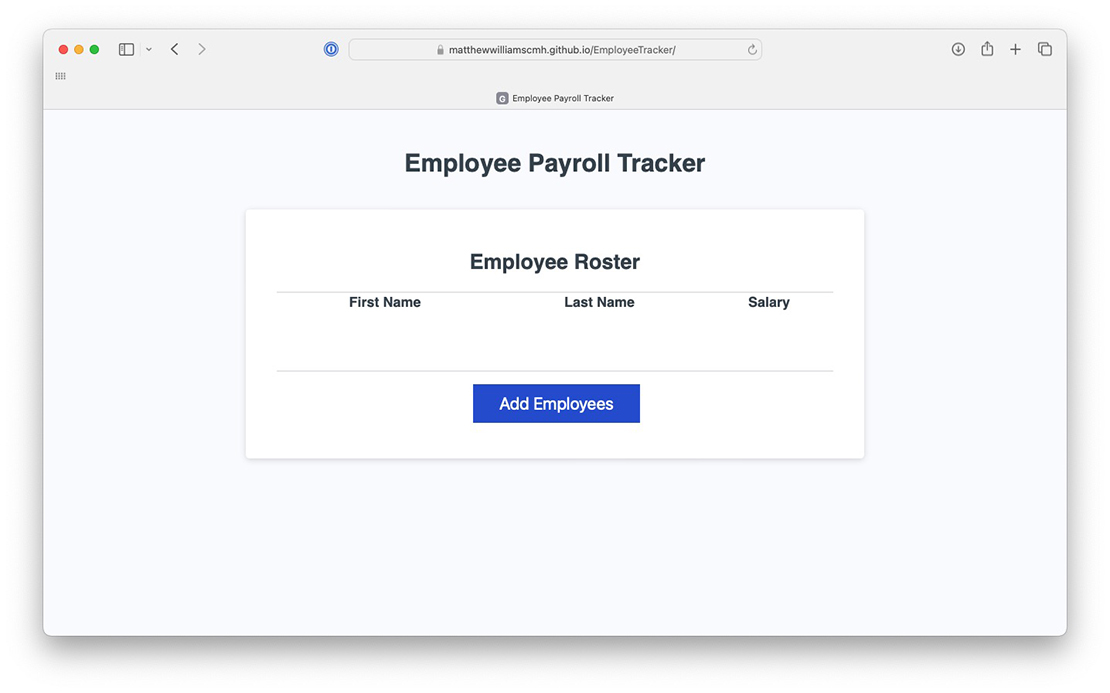 matthewwilliamscmh.github.io/EmployeeTracker/
G Employee Payroll Tracker
Employee Payroll Tracker
Employee Roster
First Name Last Name Salary
Add Employees